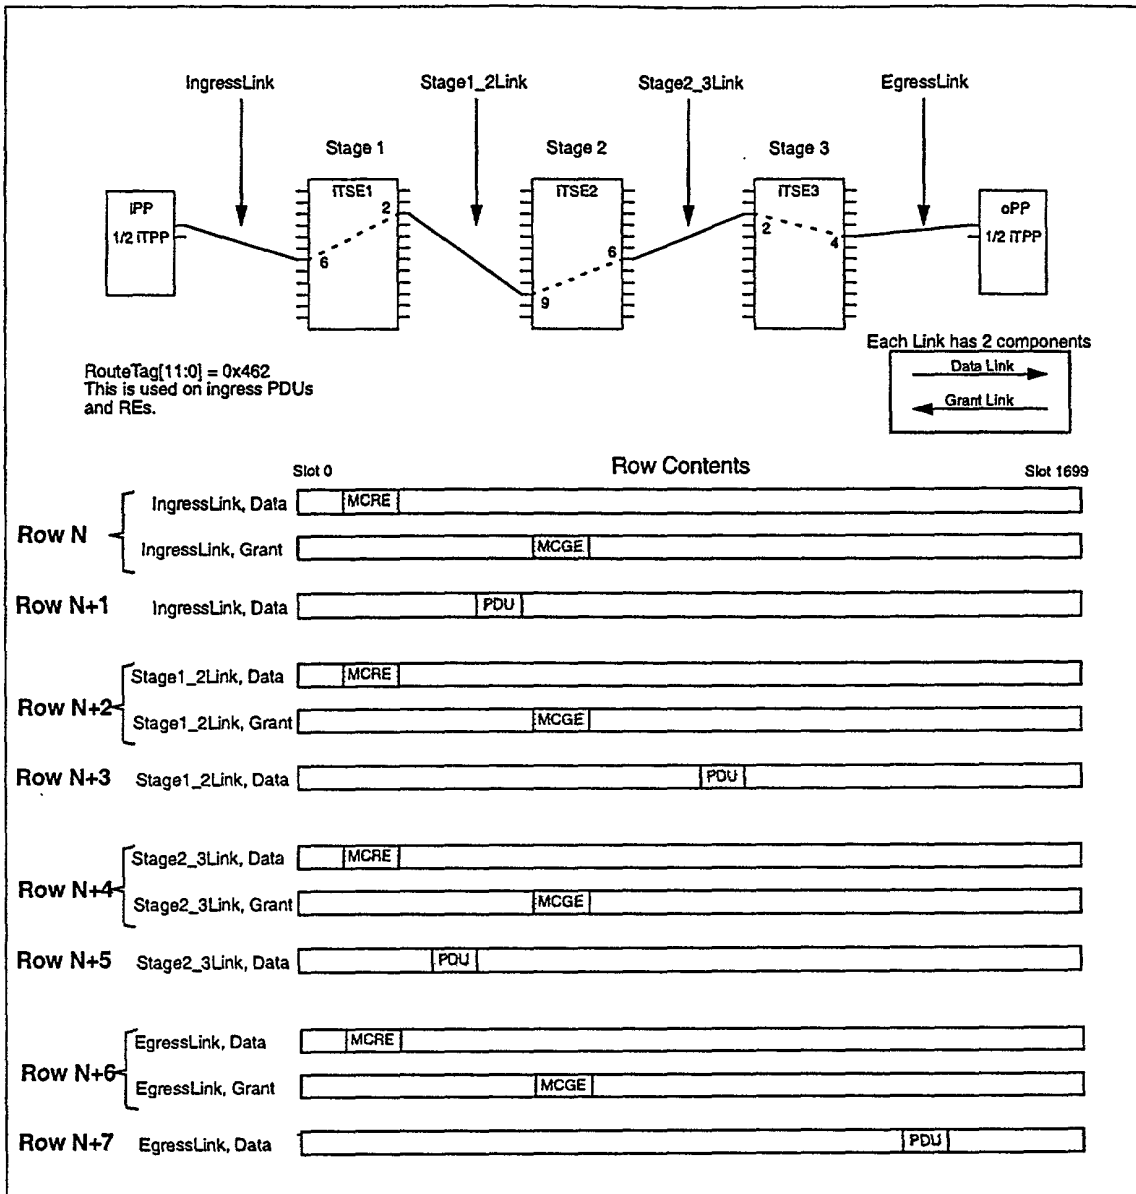 IngressLink Stage1_2Link Stage2_3Link EgressLink
Stage 1 Stage 2 Stage 3
iPP
1/2 iTPP
iTSE1
2
6
iTSE2
6
9
iTSE3
2
4
oPP
1/2 iTPP
RouteTag[11:0] = 0x462
This is used on ingress PDUs
and REs.
Each Link has 2 components
Data Link
Grant Link
Slot 0 Row Contents Slot 1699
Row N
IngressLink, Data MCRE
IngressLink, Grant MCGE
Row N+1 IngressLink, Data PDU
Row N+2
Stage1_2Link, Data MCRE
Stage1_2Link, Grant MCGE
Row N+3 Stage1_2Link, Data PDU
Row N+4
Stage2_3Link, Data MCRE
Stage2_3Link, Grant MCGE
Row N+5 Stage2_3Link, Data PDU
Row N+6
EgressLink, Data MCRE
EgressLink, Grant MCGE
Row N+7 EgressLink, Data PDU